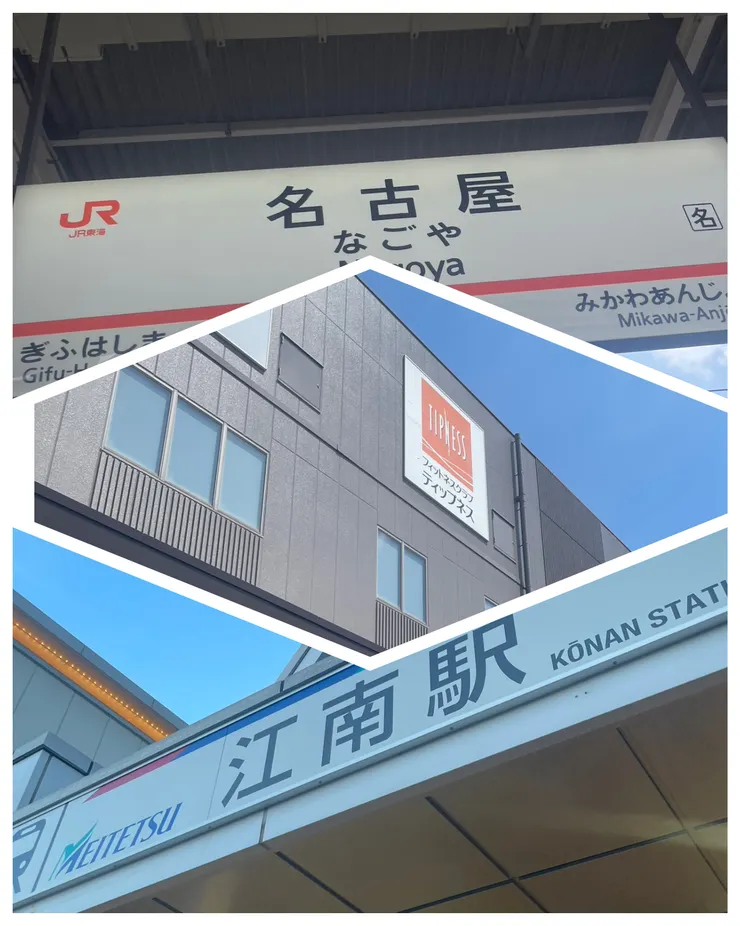 JR
JR東海
名古屋
名
なごや
Nagoya
ぎふはしま
みかわあんじ
Mikawa-Anj
Gifu-H
TIPNESS
フィットネスクラブ
ティップネス
江南駅
KŌNAN STATI
MEITETSU